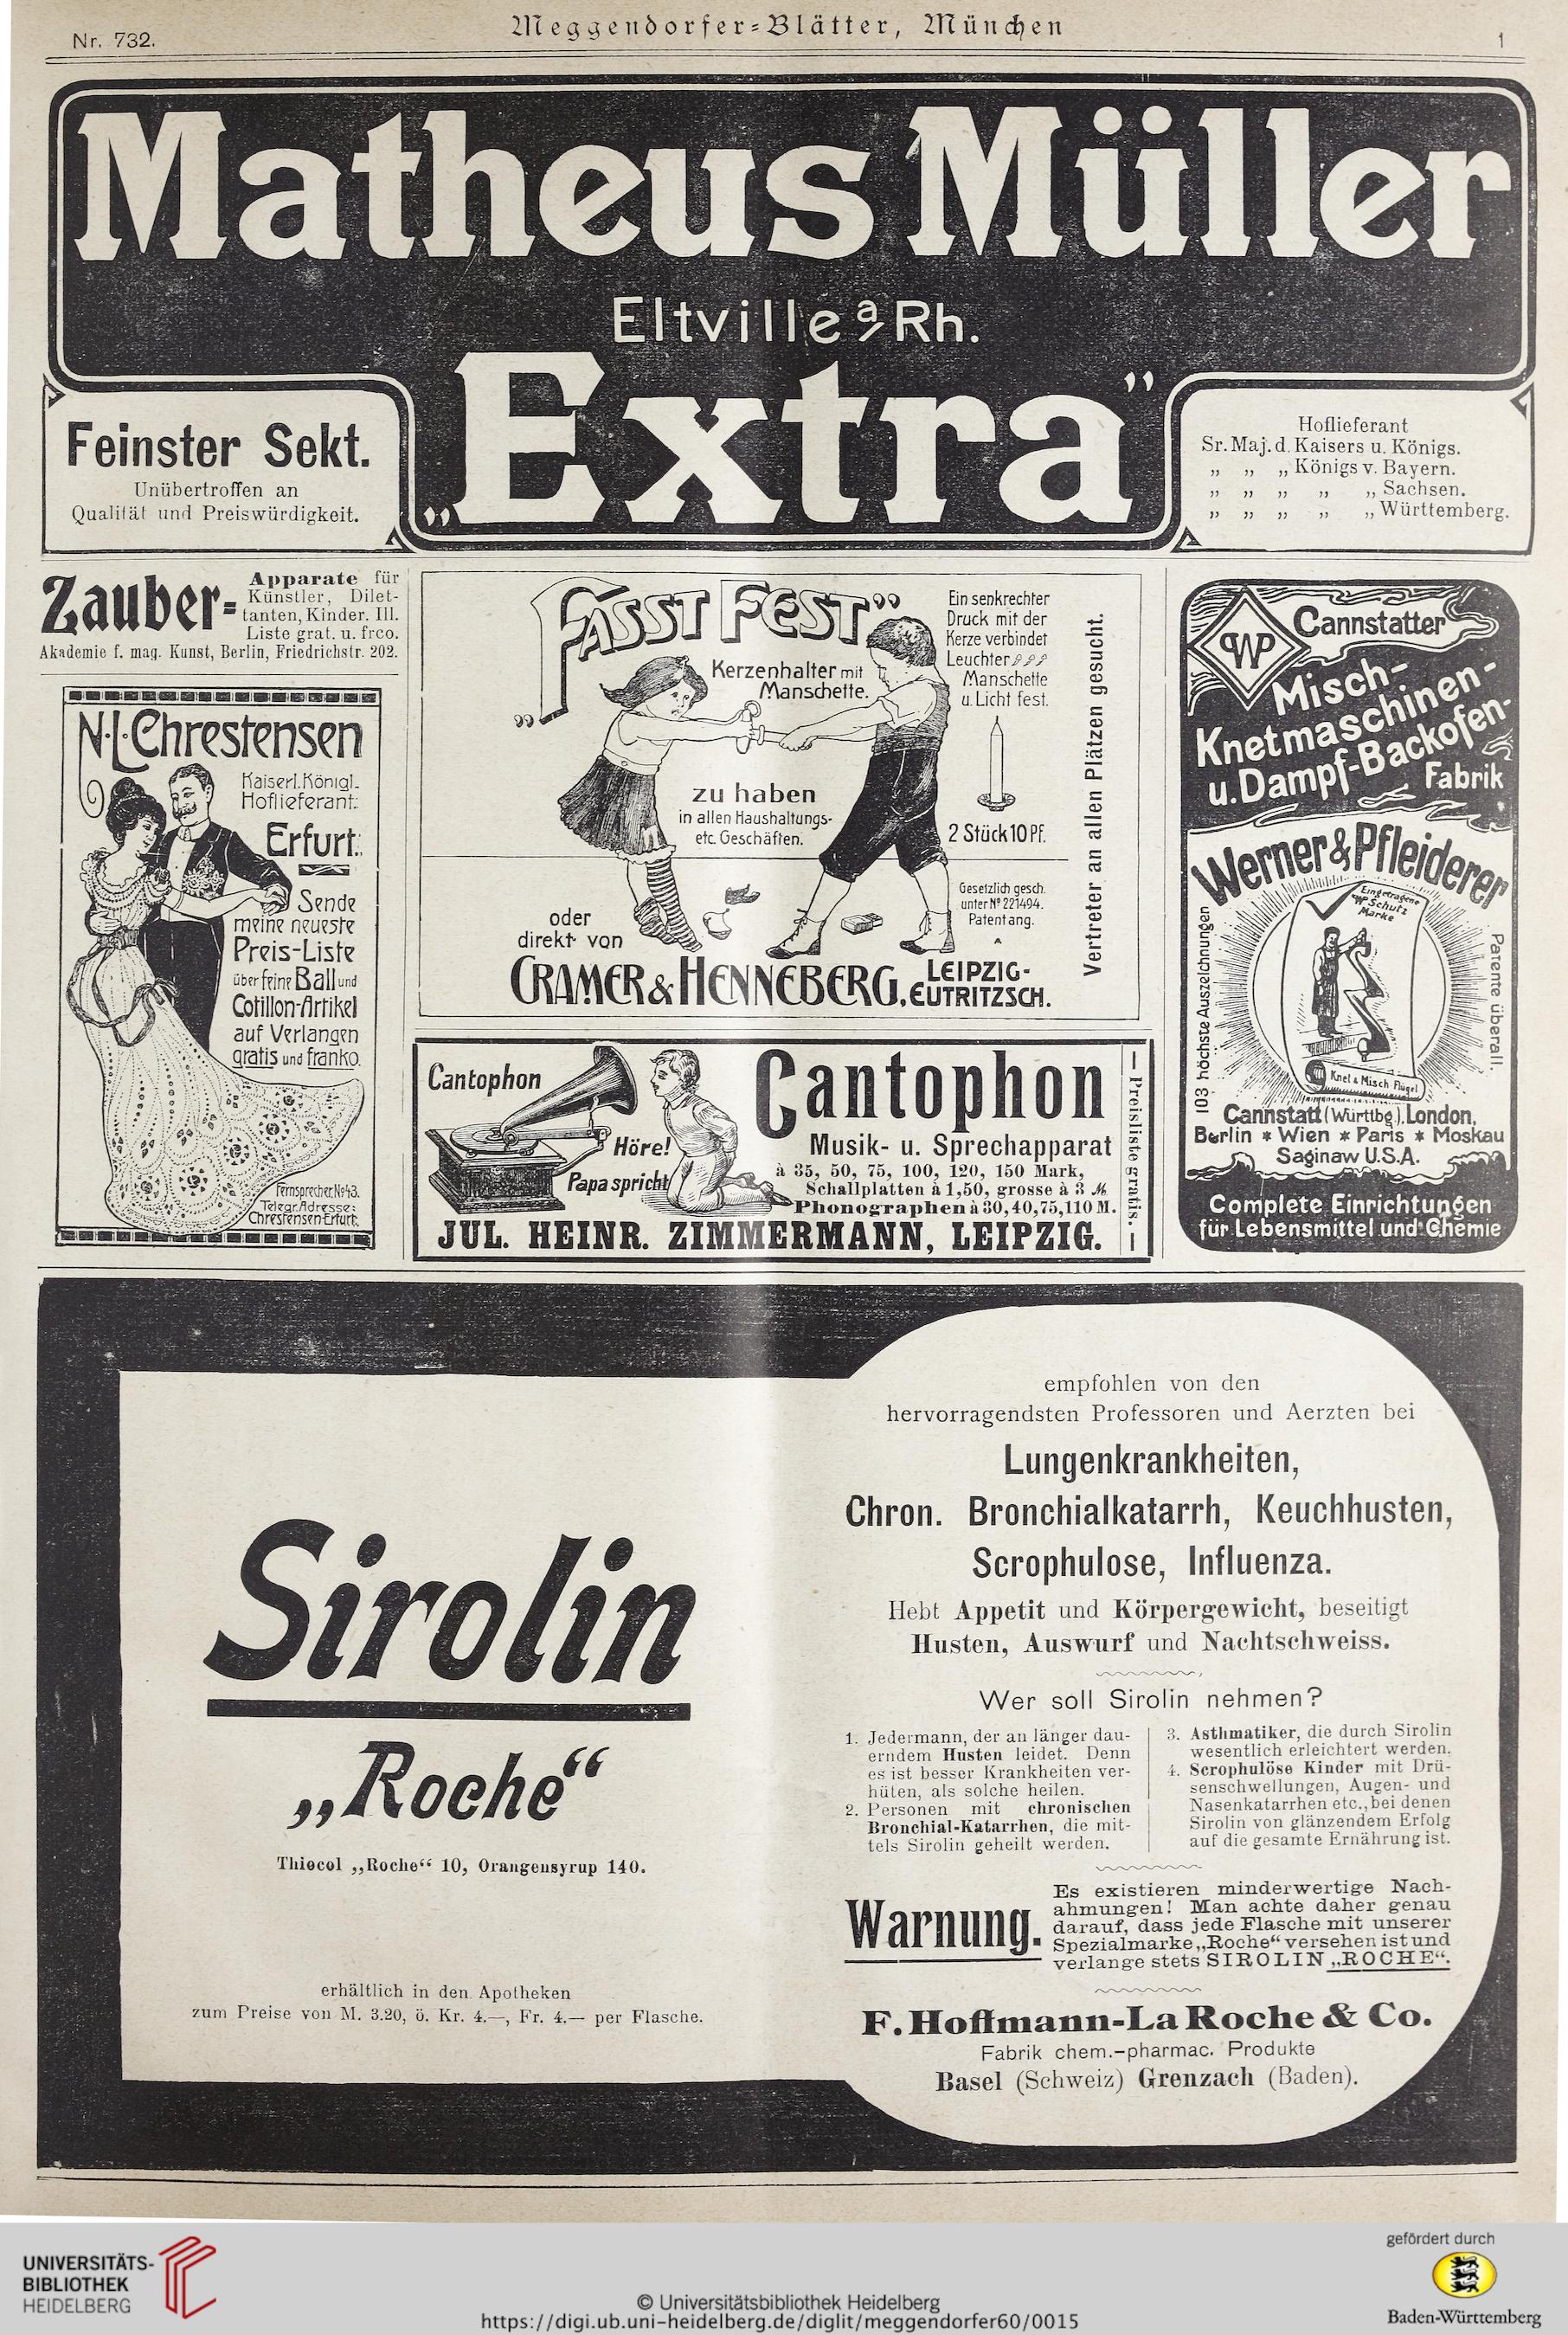 Nr. 732.
Meggendorfer-Blätter, München
1
Matheus Müller
Eltville a/Rh.
„Extra"
Feinster Sekt.
Unübertroffen an
Qualität und Preiswürdigkeit.
Hoflieferant
Sr. Maj. d. Kaisers u. Königs.
„ „ „ Königs v. Bayern.
„ „ „ „ „ Sachsen.
„ „ „ „ „ Württemberg.
Zauber-
Apparate für
Künstler, Dilet-
tanten, Kinder. Ill.
Liste grat. u. frco.
Akademie f. mag. Kunst, Berlin, Friedrichstr. 202.
N.L. Chrestensen
Kaiserl. Königl.
Hoflieferant.
Erfurt.
Sende
meine neueste
Preis-Liste
über feine Ball und
Cotillon-Artikel
auf Verlangen
gratis und franko.
Fernsprecher. No 43.
Telegr. Adresse:
Chrestensen-Erfurt.
„Fasst Fest"
Kerzenhalter mit
Manschette.
Ein senkrechter
Druck mit der
Kerze verbindet
Leuchter
Manschette
u. Licht fest.
zu haben
in allen Haushaltungs-
etc. Geschäften.
2 Stück 10 Pf.
Gesetzlich gesch.
unter No 221494.
Patent ang.
oder
direkt von
Cramer & Henneberg, Leipzig-
Eutritzsch.
Vertreter an allen Plätzen gesucht.
Cantophon
Höre!
Papa spricht
Cantophon
Musik- u. Sprechapparat
à 35, 50, 75, 100, 120, 150 Mark,
Schallplatten à 1,50, grosse à 3 M.
Phonographen à 30, 40, 75, 110 M.
— Preisliste gratis. —
JUL. HEINR. ZIMMERMANN, LEIPZIG.
WP
Cannstatter
Misch-
Knetmaschinen-
u. Dampf-Backofen-
Fabrik
Werner & Pfleiderer
Eingetragene
WP Schutz
Marke
Knet & Misch Flügel
103 höchste Auszeichnungen
Patente überall.
Cannstatt (Württbg.), London,
Berlin * Wien * Paris * Moskau
Saginaw U.S.A.
Complete Einrichtungen
für Lebensmittel und Chemie
Sirolin
„Roche“
Thiocol „Roche“ 10, Orangensyrup 140.
erhältlich in den Apotheken
zum Preise von M. 3.20, ö. Kr. 4.—, Fr. 4.— per Flasche.
empfohlen von den
hervorragendsten Professoren und Aerzten bei
Lungenkrankheiten,
Chron. Bronchialkatarrh, Keuchhusten,
Scrophulose, Influenza.
Hebt Appetit und Körpergewicht, beseitigt
Husten, Auswurf und Nachtschweiss.
Wer soll Sirolin nehmen?
1. Jedermann, der an länger dau-
erndem Husten leidet. Denn
es ist besser Krankheiten ver-
hüten, als solche heilen.
2. Personen mit chronischen
Bronchial-Katarrhen, die mit-
tels Sirolin geheilt werden.
3. Asthmatiker, die durch Sirolin
wesentlich erleichtert werden.
4. Scrophulöse Kinder mit Drü-
senschwellungen, Augen- und
Nasenkatarrhen etc., bei denen
Sirolin von glänzendem Erfolg
auf die gesamte Ernährung ist.
Warnung.
Es existieren minderwertige Nach-
ahmungen! Man achte daher genau
darauf, dass jede Flasche mit unserer
Spezialmarke „Roche“ versehen ist und
verlange stets SIROLIN „ROCHE“.
F. Hoffmann-La Roche & Co.
Fabrik chem.-pharmac. Produkte
Basel (Schweiz) Grenzach (Baden).
UNIVERSITÄTS-
BIBLIOTHEK
HEIDELBERG
© Universitätsbibliothek Heidelberg
https://digi.ub.uni-heidelberg.de/diglit/meggendorfer60/0015
gefördert durch
Baden-Württemberg